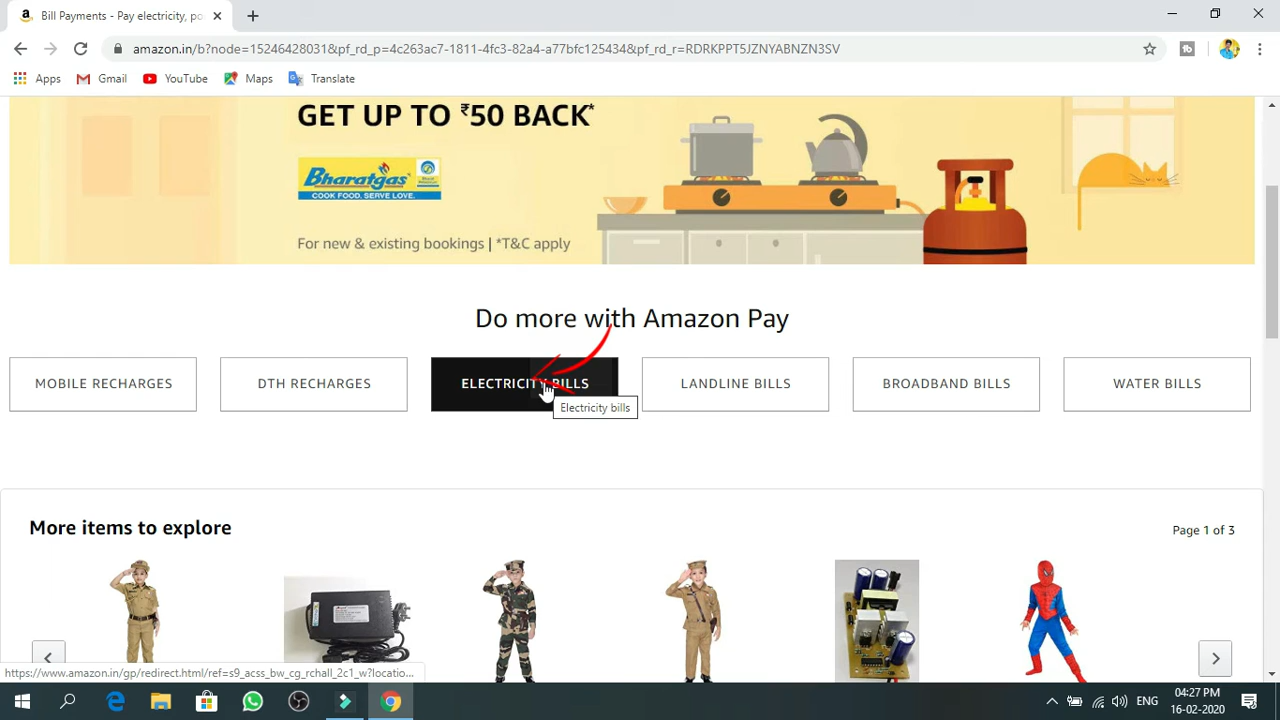 Bill Payments - Pay electricity, po
amazon.in/b?node=15246428031&pf_rd_p=4c263ac7-1811-4fc3-82a4-a77bfc125434&pf_rd_r=RDRKPPT5JZNYABNZN3SV
Apps Gmail YouTube Maps Translate
GET UP TO ₹50 BACK*
Bharatgas
COOK FOOD. SERVE LOVE.
For new & existing bookings | *T&C apply
Do more with Amazon Pay
MOBILE RECHARGES DTH RECHARGES ELECTRICITY BILLS LANDLINE BILLS BROADBAND BILLS WATER BILLS
Electricity bills
More items to explore Page 1 of 3
https://www.amazon.in/gp/redirect.html/ref=s9_acss_bw_cg_rchall_2c1_w?locatio...
ENG 04:27 PM
16-02-2020